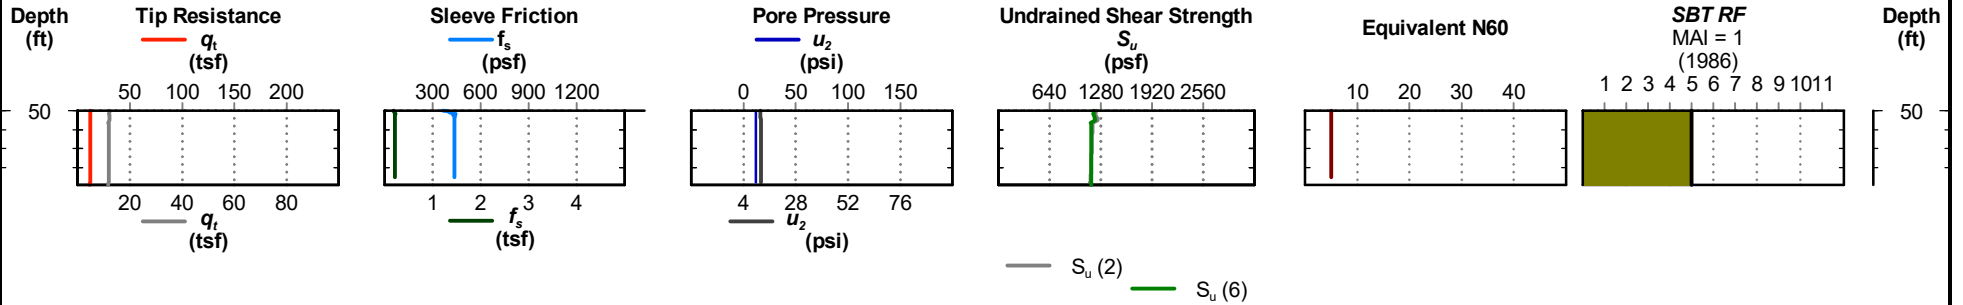 Depth
(ft)
50
Tip Resistance
qt
(tsf)
50 100 150 200
20 40 60 80
qt
(tsf)
Sleeve Friction
fs
(psf)
300 600 900 1200
1 2 3 4
fs
(tsf)
Pore Pressure
u2
(psi)
0 50 100 150
4 28 52 76
u2
(psi)
Undrained Shear Strength
Su
(psf)
640 1280 1920 2560
Su (2)
Su (6)
Equivalent N60
10 20 30 40
SBT RF
MAI = 1
(1986)
1 2 3 4 5 6 7 8 9 1011
Depth
(ft)
50